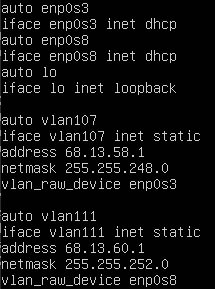 auto enp0s3
iface enp0s3 inet dhcp
auto enp0s8
iface enp0s8 inet dhcp
auto lo
iface lo inet loopback
auto vlan107
iface vlan107 inet static
address 68.13.58.1
netmask 255.255.248.0
vlan_raw_device enp0s3
auto vlan111
iface vlan111 inet static
address 68.13.60.1
netmask 255.255.252.0
vlan_raw_device enp0s8